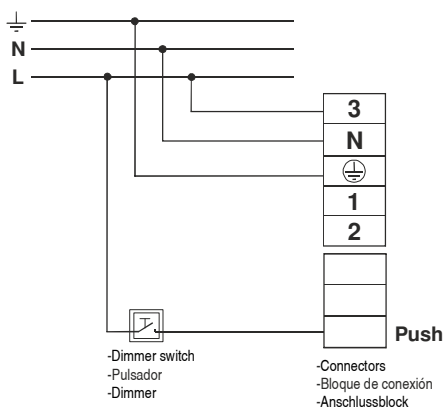 N
L
3
N
1
2
Push
-Dimmer switch
-Pulsador
-Dimmer
-Connectors
-Bloque de conexión
-Anschlussblock